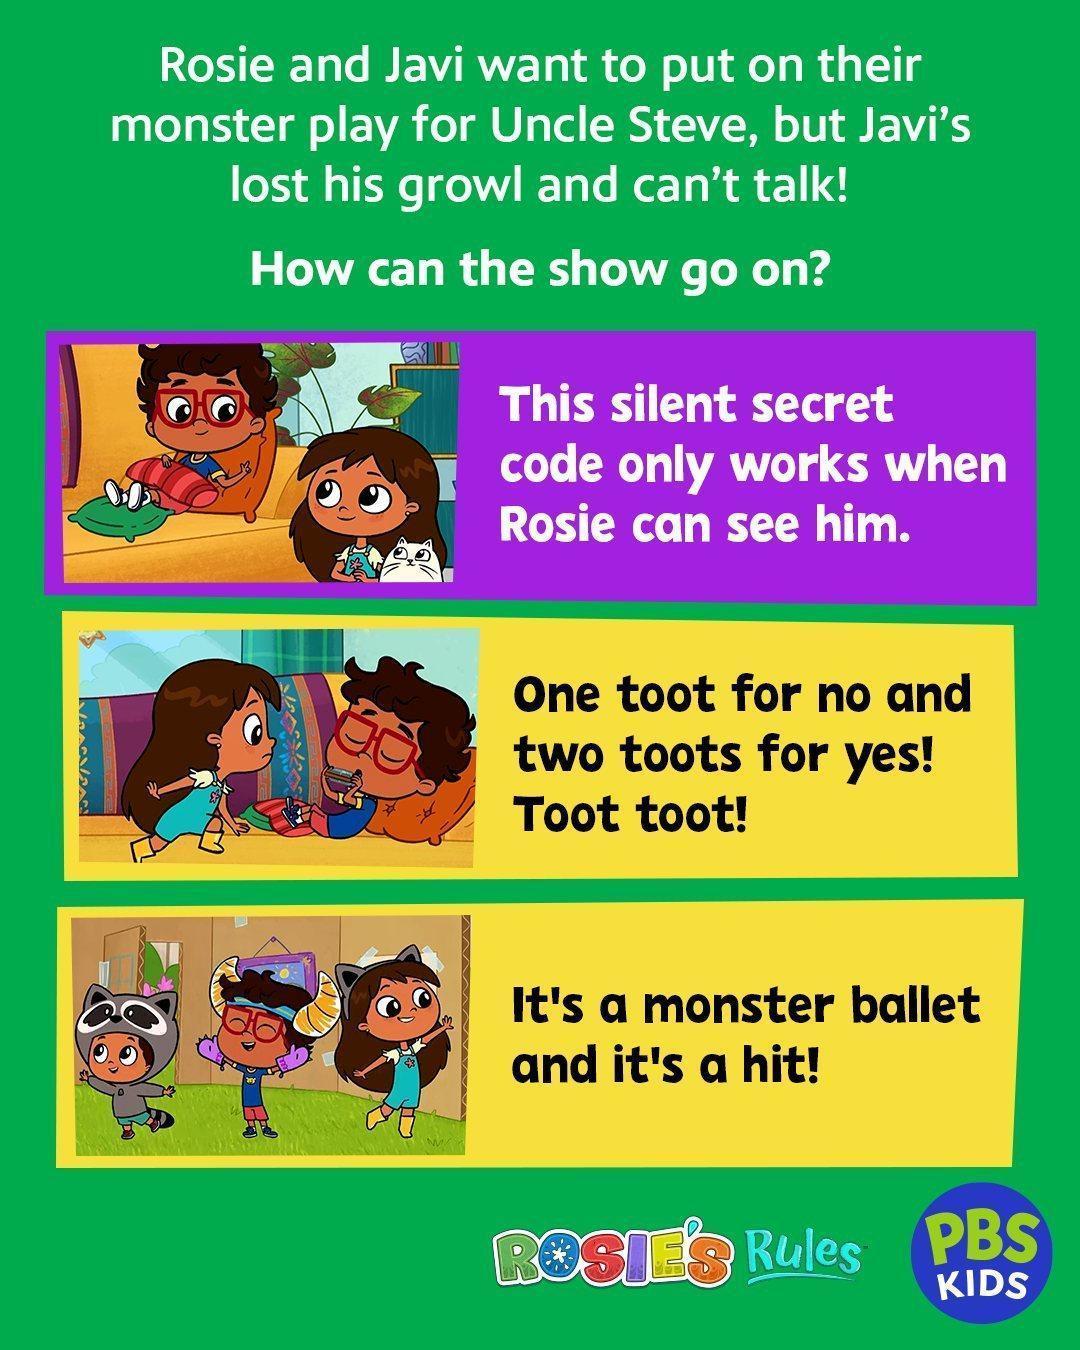 Rosie and Javi want to put on their
monster play for Uncle Steve, but Javi's
lost his growl and can't talk!
How can the show go on?
This silent secret
code only works when
Rosie can see him.
One toot for no and
two toots for yes!
Toot toot!
It's a monster ballet
and it's a hit!
ROSIE'S Rules
PBS
KIDS